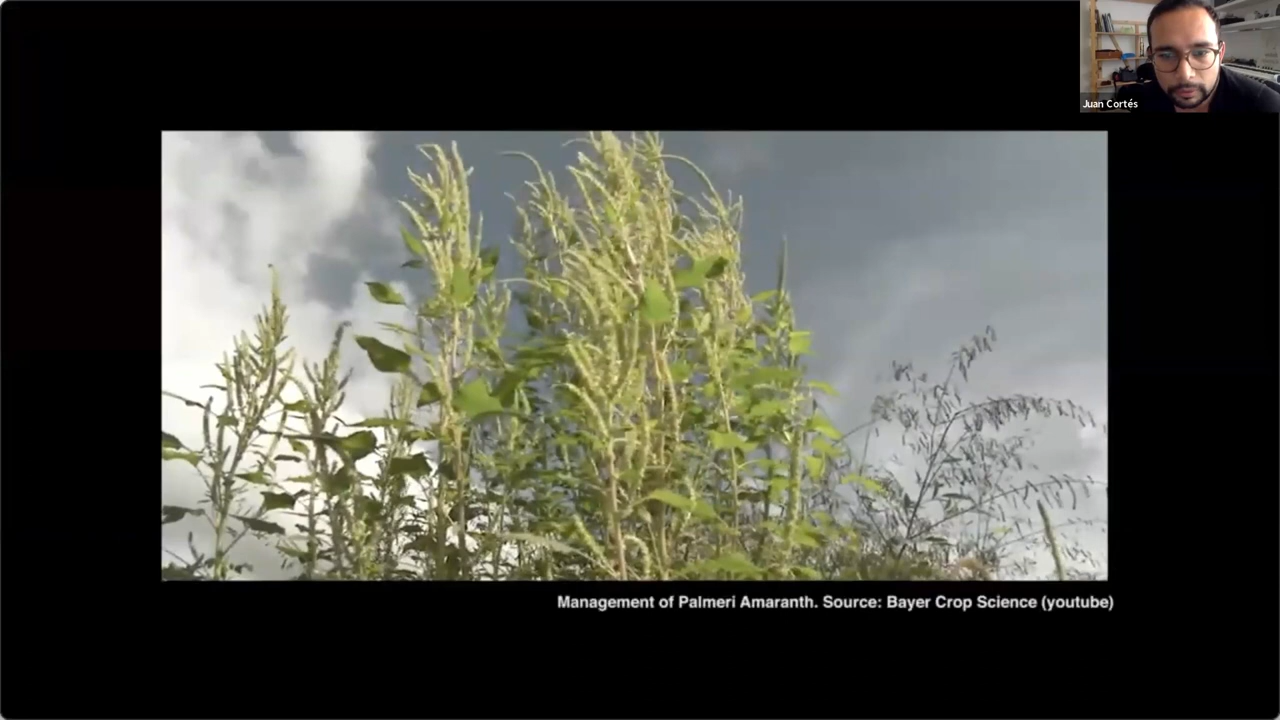 Juan Cortés
Management of Palmeri Amaranth. Source: Bayer Crop Science (youtube)